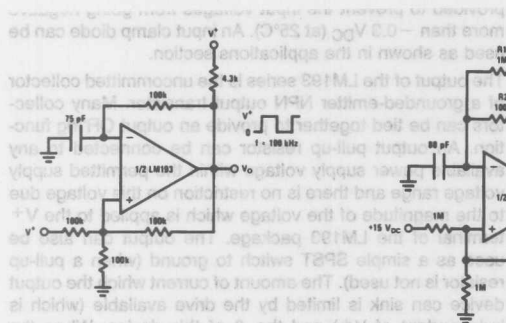 provided to prevent the input voltages from going negative
more then −0.3 VDC (at 25°C). An input clamp diode can be
used as shown in the applications section.
The output of the LM193 series is the uncommitted collector
of a grounded-emitter NPN output transistor. Many collec-
tors can be tied together to provide an output OR'ing func-
tion. An output pull-up resistor can be connected to any
available power supply voltage within the permitted supply
voltage range and there is no restriction on this voltage due
to the magnitude of the voltage which is applied to the V+
terminal of the LM193 package. The output can also be
used as a simple SPST switch to ground (when a pull-up
resistor is not used). The amount of current which the output
device can sink is limited by the drive available (which is
V+
4.3k
100k
75 pF
V+
0
f = 100 kHz
−
1/2 LM193
+
VO
V+
100k
100k
100k
R1
1M
R2
100
80 pF
−
1/2
+
+15 VDC
1M
1M